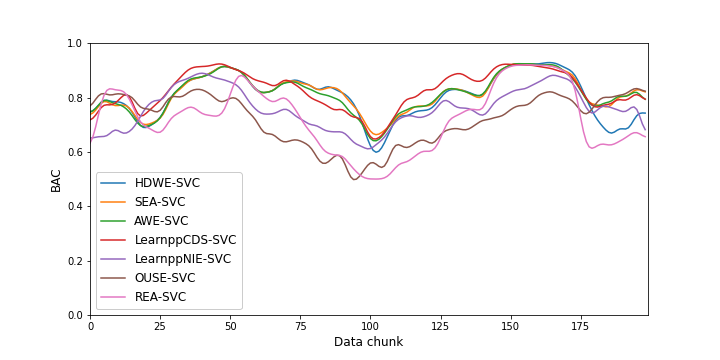 1.0
0.8
0.6
0.4
0.2
0.0
BAC
HDWE-SVC
SEA-SVC
AWE-SVC
LearnppCDS-SVC
LearnppNIE-SVC
OUSE-SVC
REA-SVC
0 25 50 75 100 125 150 175
Data chunk